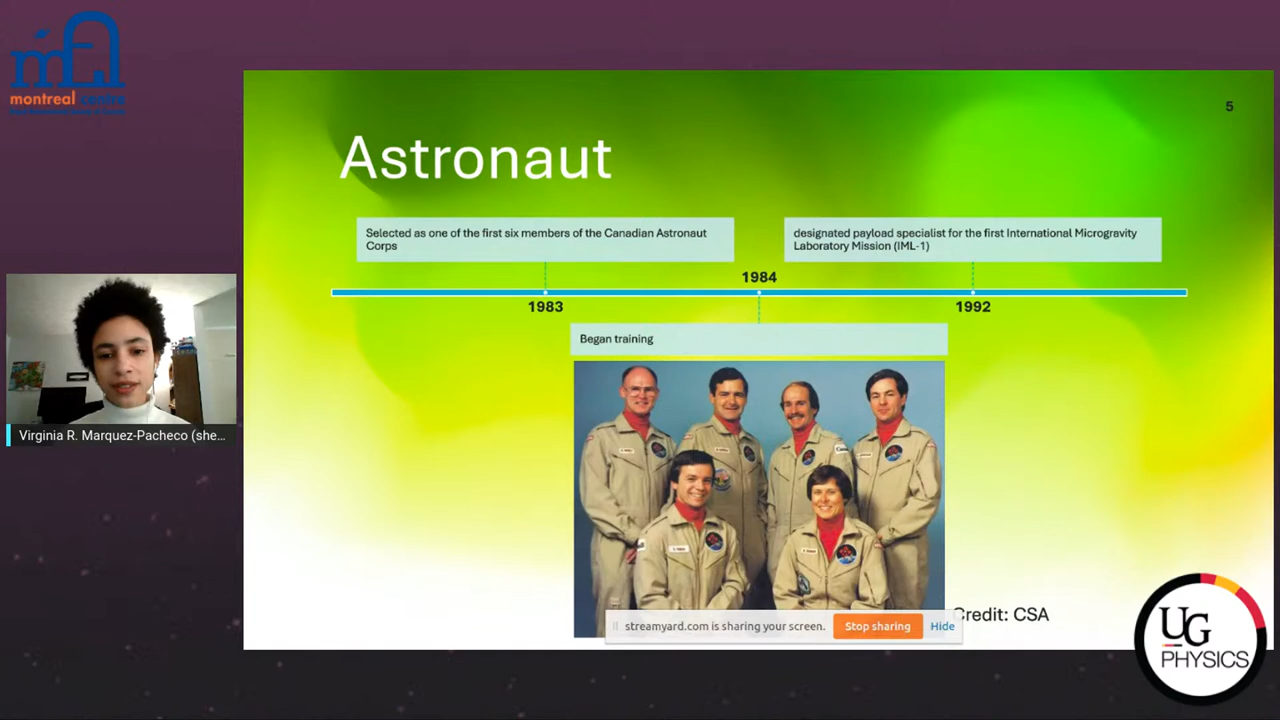 montreal centre
5
Astronaut
Selected as one of the first six members of the Canadian Astronaut
Corps
designated payload specialist for the first International Microgravity
Laboratory Mission (IML-1)
1984
1983
1992
Began training
Virginia R. Marquez-Pacheco (she...
Credit: CSA
streamyard.com is sharing your screen.
Stop sharing
Hide
UG
PHYSICS